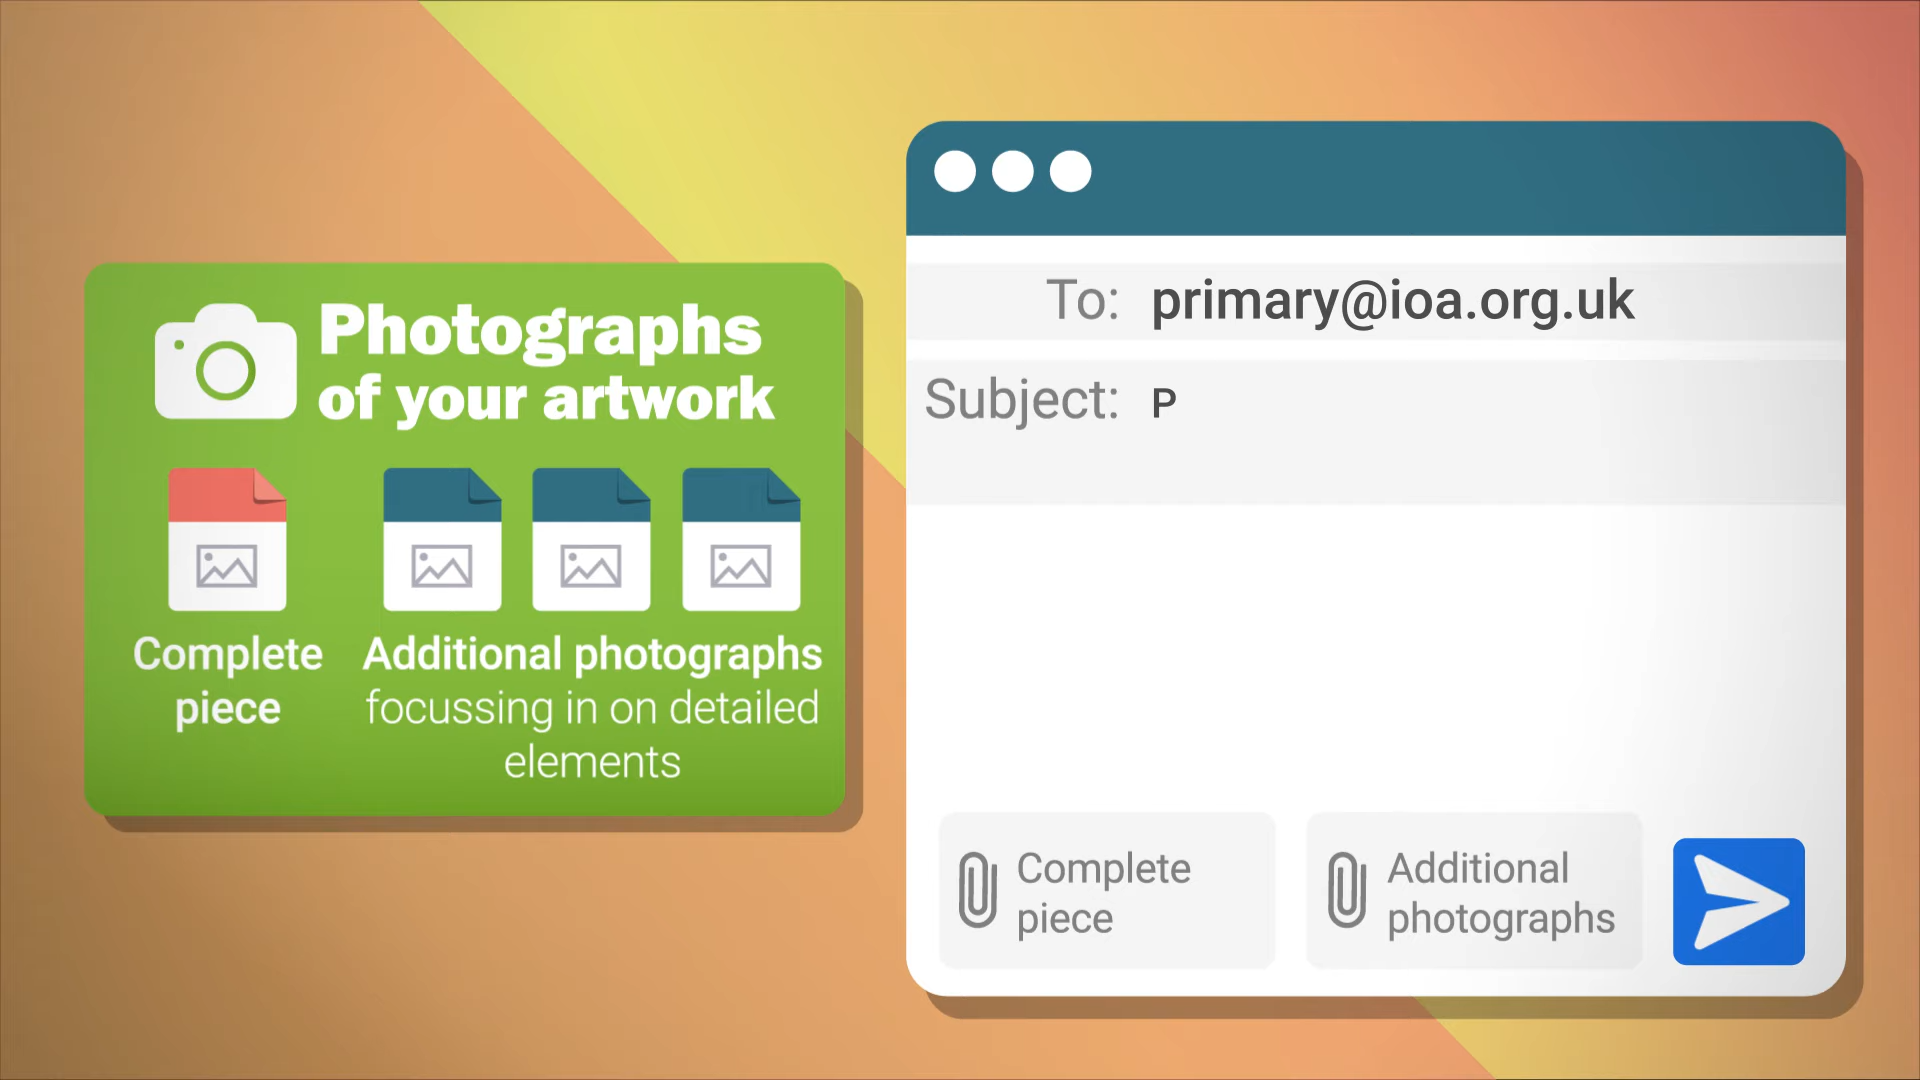 Photographs
of your artwork
Complete
piece
Additional photographs
focussing in on detailed
elements
To: primary@ioa.org.uk
Subject: P
Complete
piece
Additional
photographs